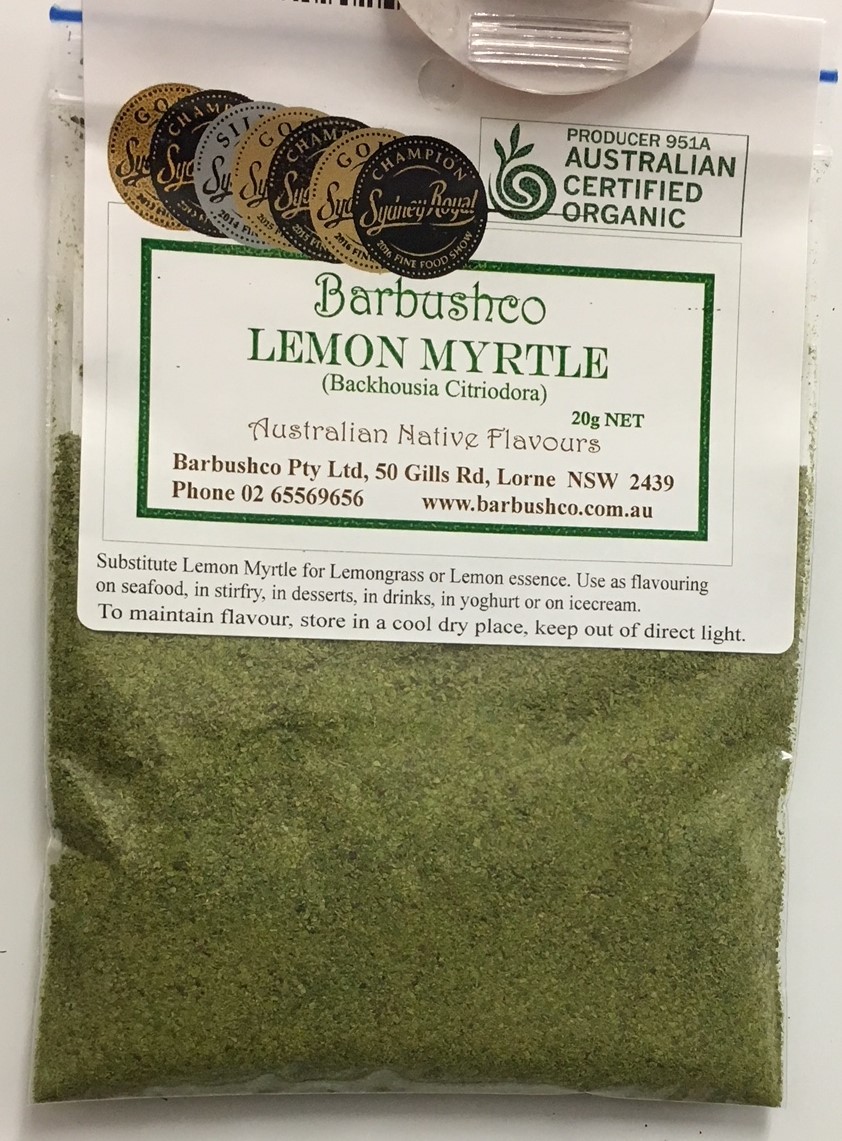 CHAMPION
Sydney Royal
2016 FINE FOOD SHOW
PRODUCER 951A
AUSTRALIAN
CERTIFIED
ORGANIC
Barbushco
LEMON MYRTLE
(Backhousia Citriodora)
20g NET
Australian Native Flavours
Barbushco Pty Ltd, 50 Gills Rd, Lorne NSW 2439
Phone 02 65569656 www.barbushco.com.au
Substitute Lemon Myrtle for Lemongrass or Lemon essence. Use as flavouring
on seafood, in stirfry, in desserts, in drinks, in yoghurt or on icecream.
To maintain flavour, store in a cool dry place, keep out of direct light.